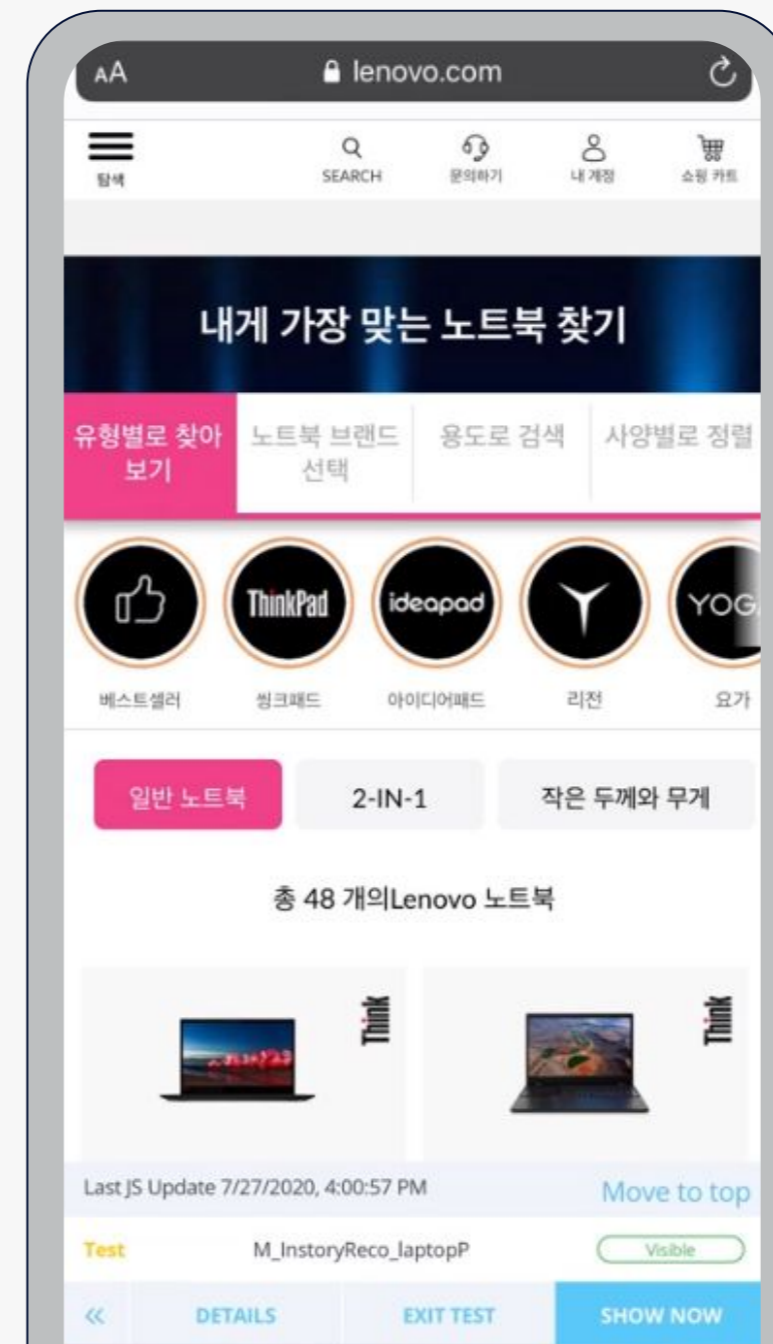 AA lenovo.com
탐색 SEARCH 문의하기 내 계정 쇼핑 카트
내게 가장 맞는 노트북 찾기
유형별로 찾아
보기
노트북 브랜드
선택
용도로 검색
사양별로 정렬
ThinkPad ideapad YOGA
베스트셀러 씽크패드 아이디어패드 리전 요가
일반 노트북 2-IN-1 작은 두께와 무게
총 48 개의Lenovo 노트북
Think Think
Last JS Update 7/27/2020, 4:00:57 PM Move to top
Test M_InstoryReco_laptopP Visible
« DETAILS EXIT TEST SHOW NOW